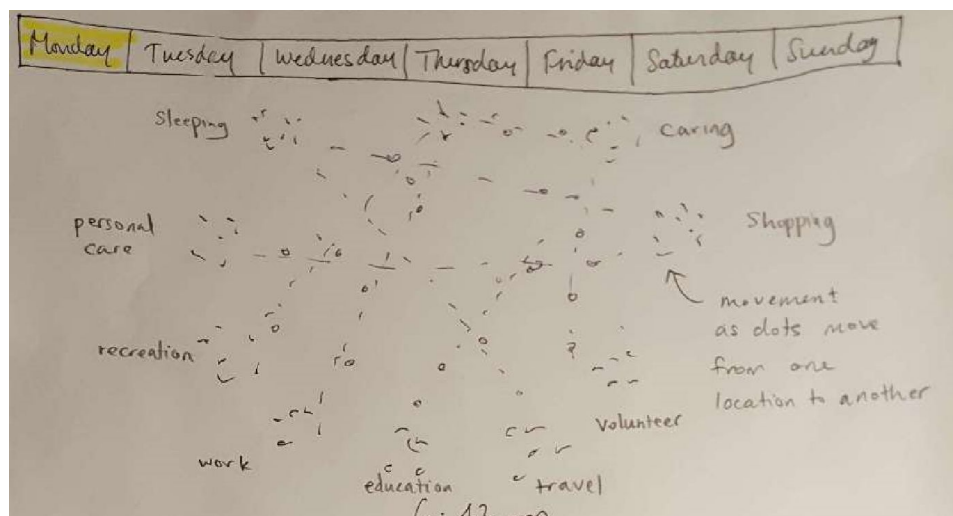 Monday Tuesday Wednesday Thursday Friday Saturday Sunday
Sleeping
caring
personal
care
Shopping
movement
as dots move
from one
location to another
recreation
volunteer
work
education
travel